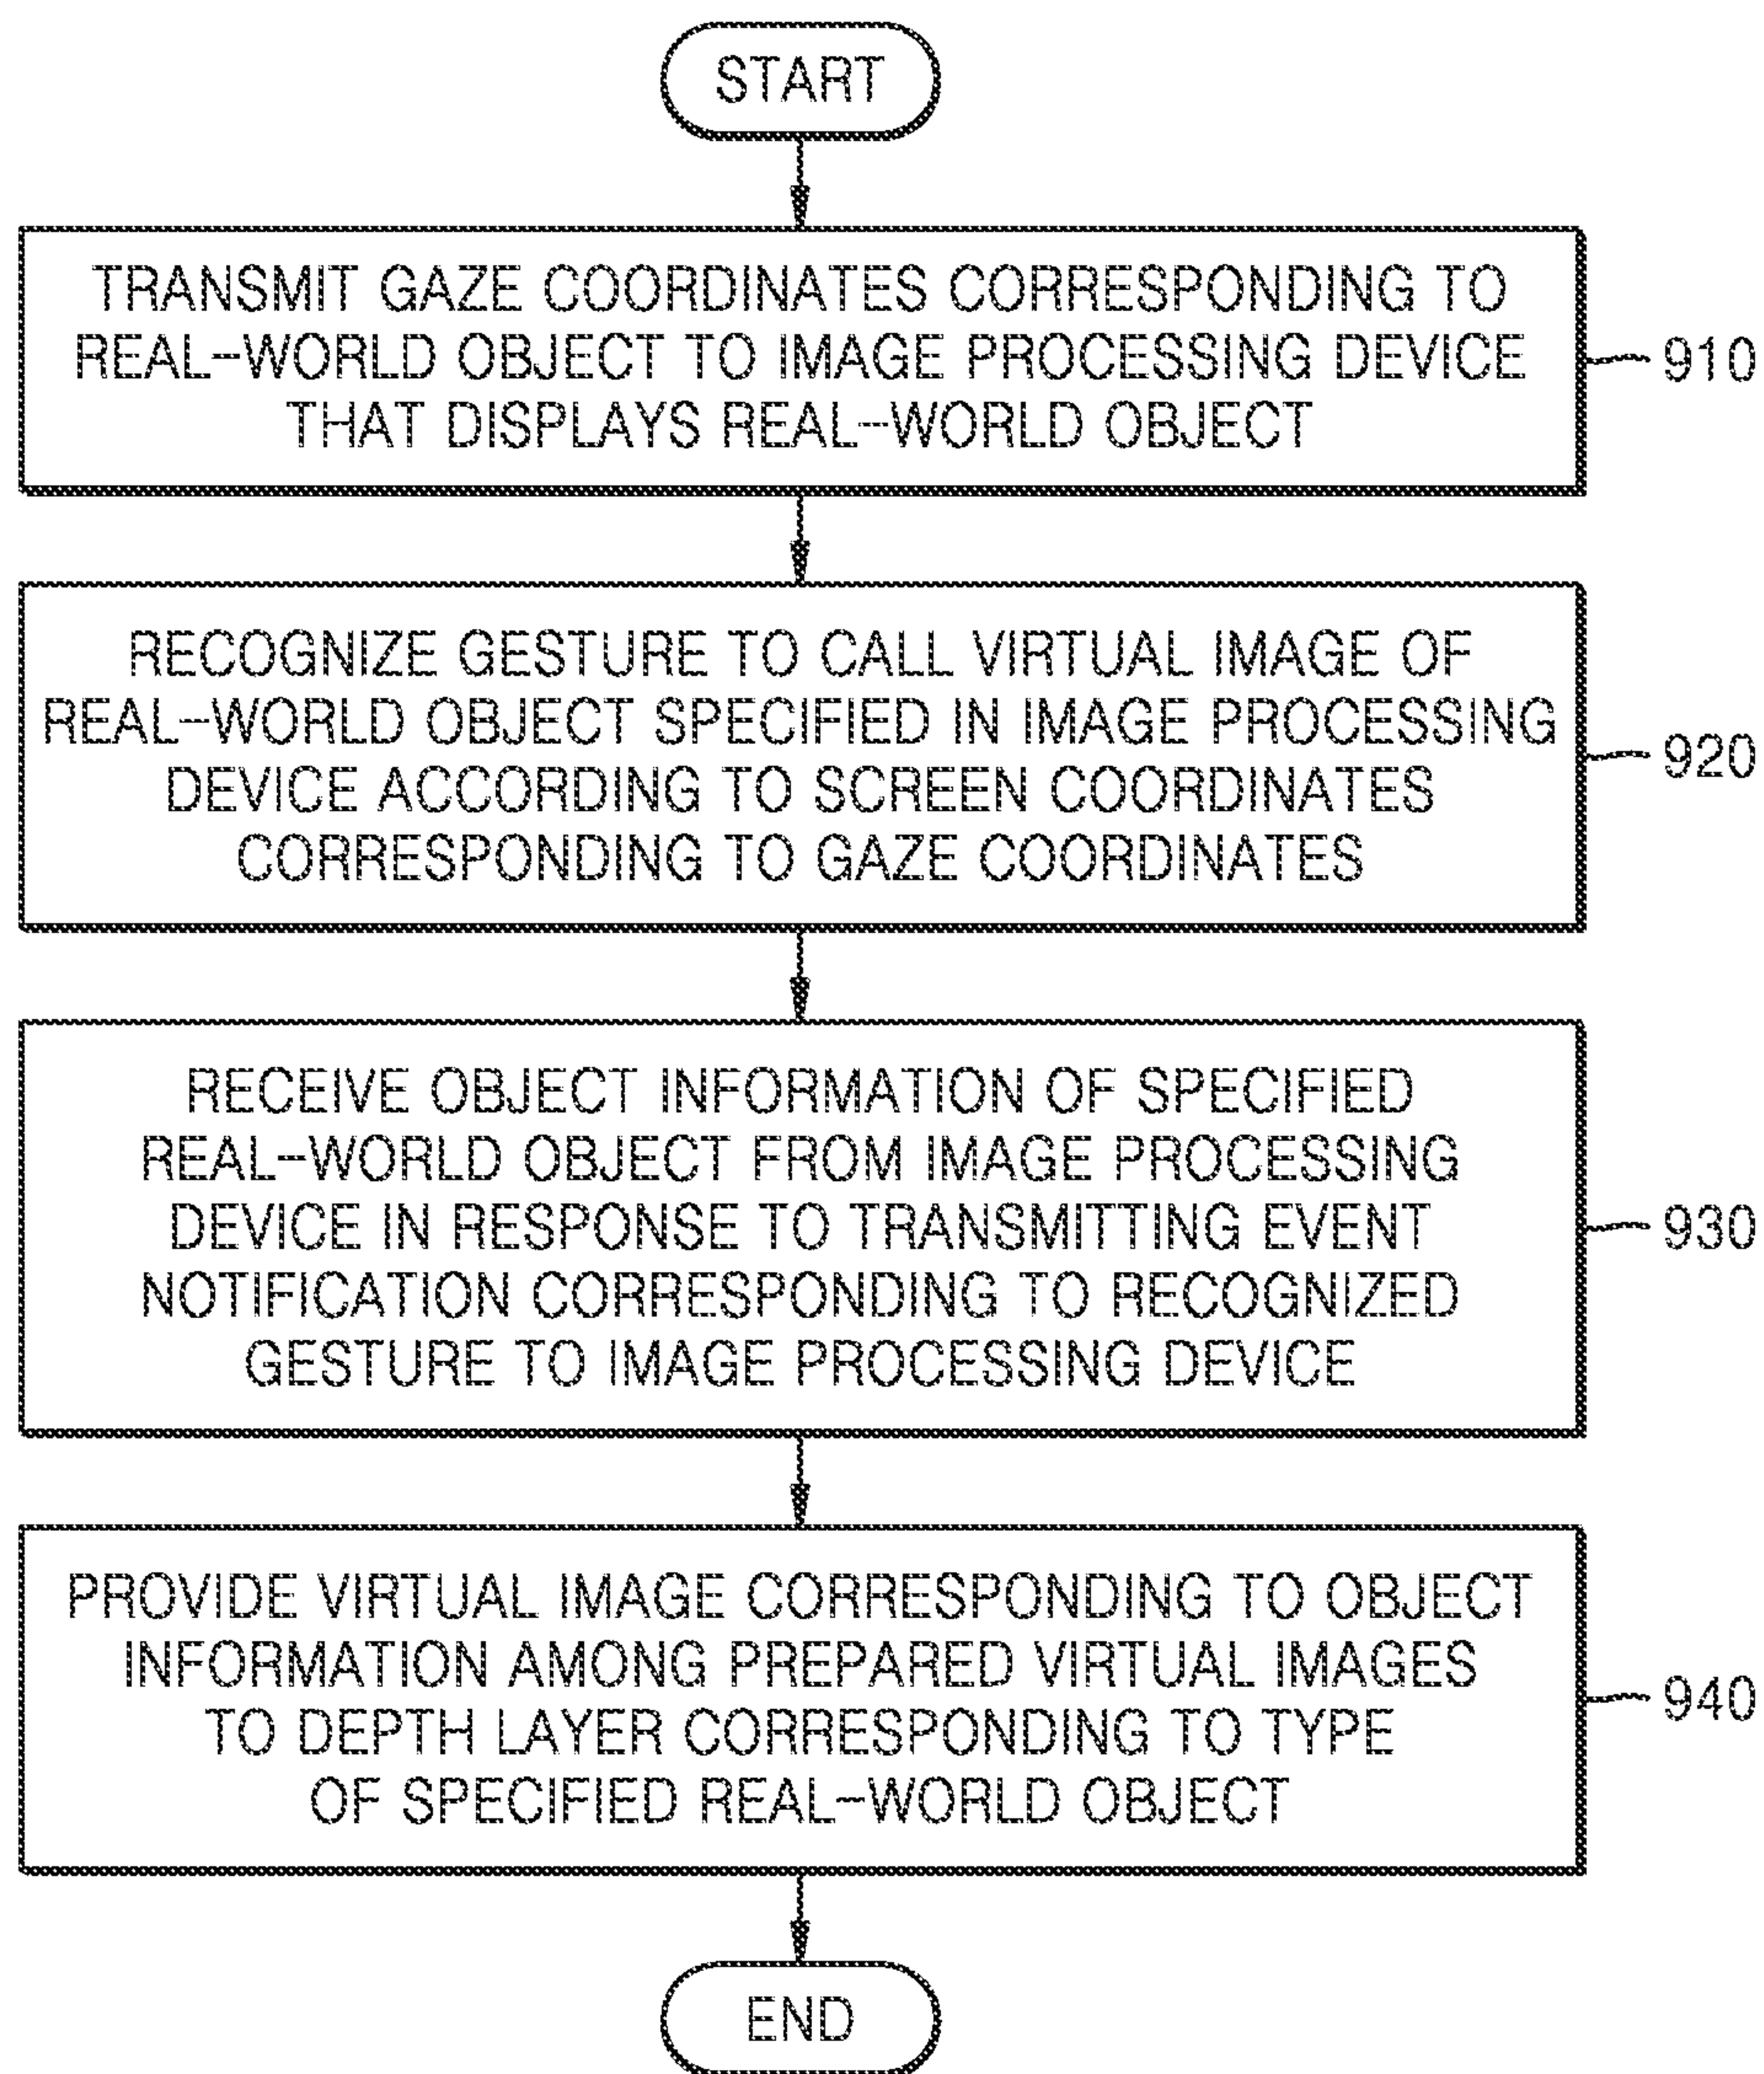 START
TRANSMIT GAZE COORDINATES CORRESPONDING TO
REAL-WORLD OBJECT TO IMAGE PROCESSING DEVICE
THAT DISPLAYS REAL-WORLD OBJECT
910
RECOGNIZE GESTURE TO CALL VIRTUAL IMAGE OF
REAL-WORLD OBJECT SPECIFIED IN IMAGE PROCESSING
DEVICE ACCORDING TO SCREEN COORDINATES
CORRESPONDING TO GAZE COORDINATES
920
RECEIVE OBJECT INFORMATION OF SPECIFIED
REAL-WORLD OBJECT FROM IMAGE PROCESSING
DEVICE IN RESPONSE TO TRANSMITTING EVENT
NOTIFICATION CORRESPONDING TO RECOGNIZED
GESTURE TO IMAGE PROCESSING DEVICE
930
PROVIDE VIRTUAL IMAGE CORRESPONDING TO OBJECT
INFORMATION AMONG PREPARED VIRTUAL IMAGES
TO DEPTH LAYER CORRESPONDING TO TYPE
OF SPECIFIED REAL-WORLD OBJECT
940
END